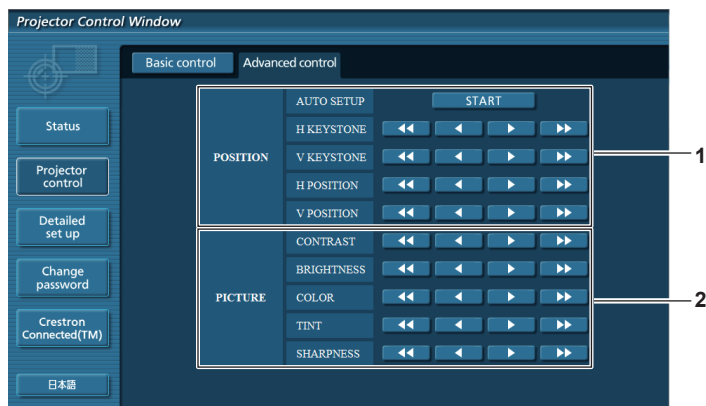 Projector Control Window
Basic control
Advanced control
Status
Projector
control
Detailed
set up
Change
password
Crestron
Connected(TM)
日本語
POSITION
AUTO SETUP
START
H KEYSTONE
V KEYSTONE
H POSITION
V POSITION
PICTURE
CONTRAST
BRIGHTNESS
COLOR
TINT
SHARPNESS
1
2